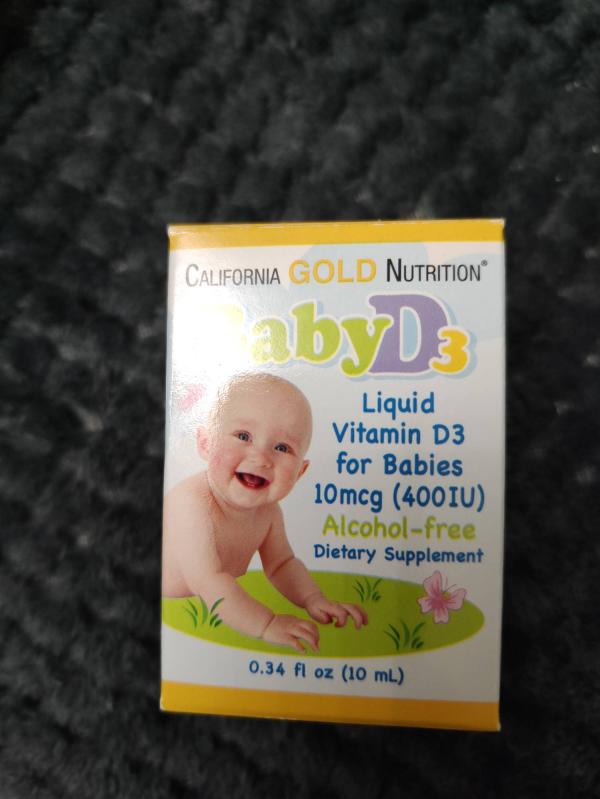 CALIFORNIA GOLD NUTRITION®
BabyD3
Liquid
Vitamin D3
for Babies
10mcg (400IU)
Alcohol-free
Dietary Supplement
0.34 fl oz (10 mL)